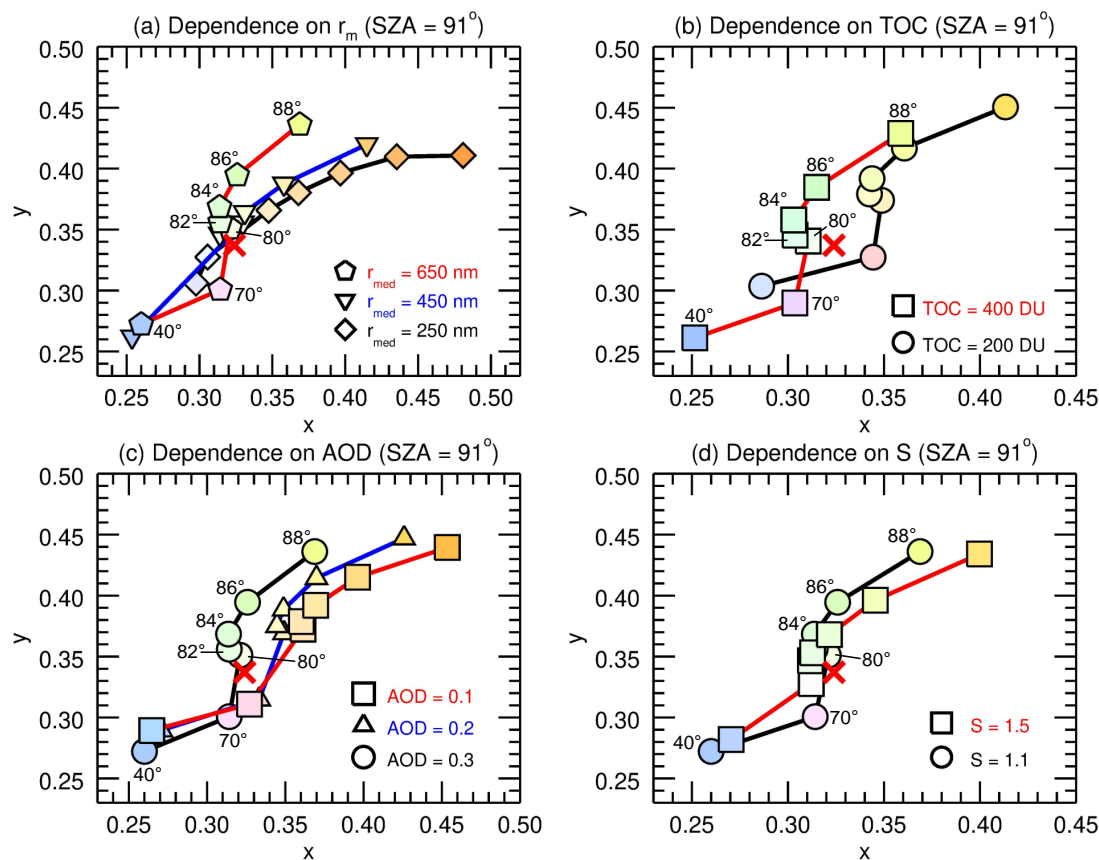 (a) Dependence on r_m (SZA = 91°)
0.50
0.45
0.40
0.35
0.30
0.25
y
88°
86°
84°
82°
80°
70°
40°
r_med = 650 nm
r_med = 450 nm
r_med = 250 nm
0.25 0.30 0.35 0.40 0.45 0.50
x
(b) Dependence on TOC (SZA = 91°)
0.50
0.45
0.40
0.35
0.30
0.25
y
88°
86°
84°
82°
80°
70°
40°
TOC = 400 DU
TOC = 200 DU
0.25 0.30 0.35 0.40 0.45
x
(c) Dependence on AOD (SZA = 91°)
0.50
0.45
0.40
0.35
0.30
0.25
y
88°
86°
84°
82°
80°
70°
40°
AOD = 0.1
AOD = 0.2
AOD = 0.3
0.25 0.30 0.35 0.40 0.45 0.50
x
(d) Dependence on S (SZA = 91°)
0.50
0.45
0.40
0.35
0.30
0.25
y
88°
86°
84°
80°
70°
40°
S = 1.5
S = 1.1
0.25 0.30 0.35 0.40 0.45
x